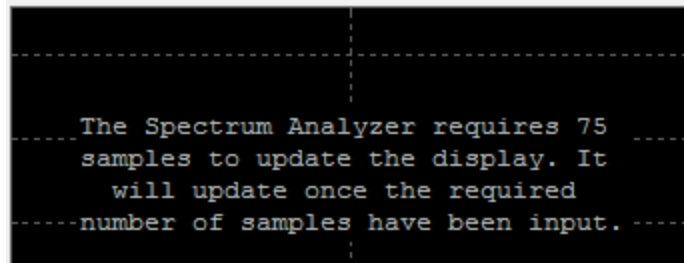 The Spectrum Analyzer requires 75
samples to update the display. It
will update once the required
number of samples have been input.